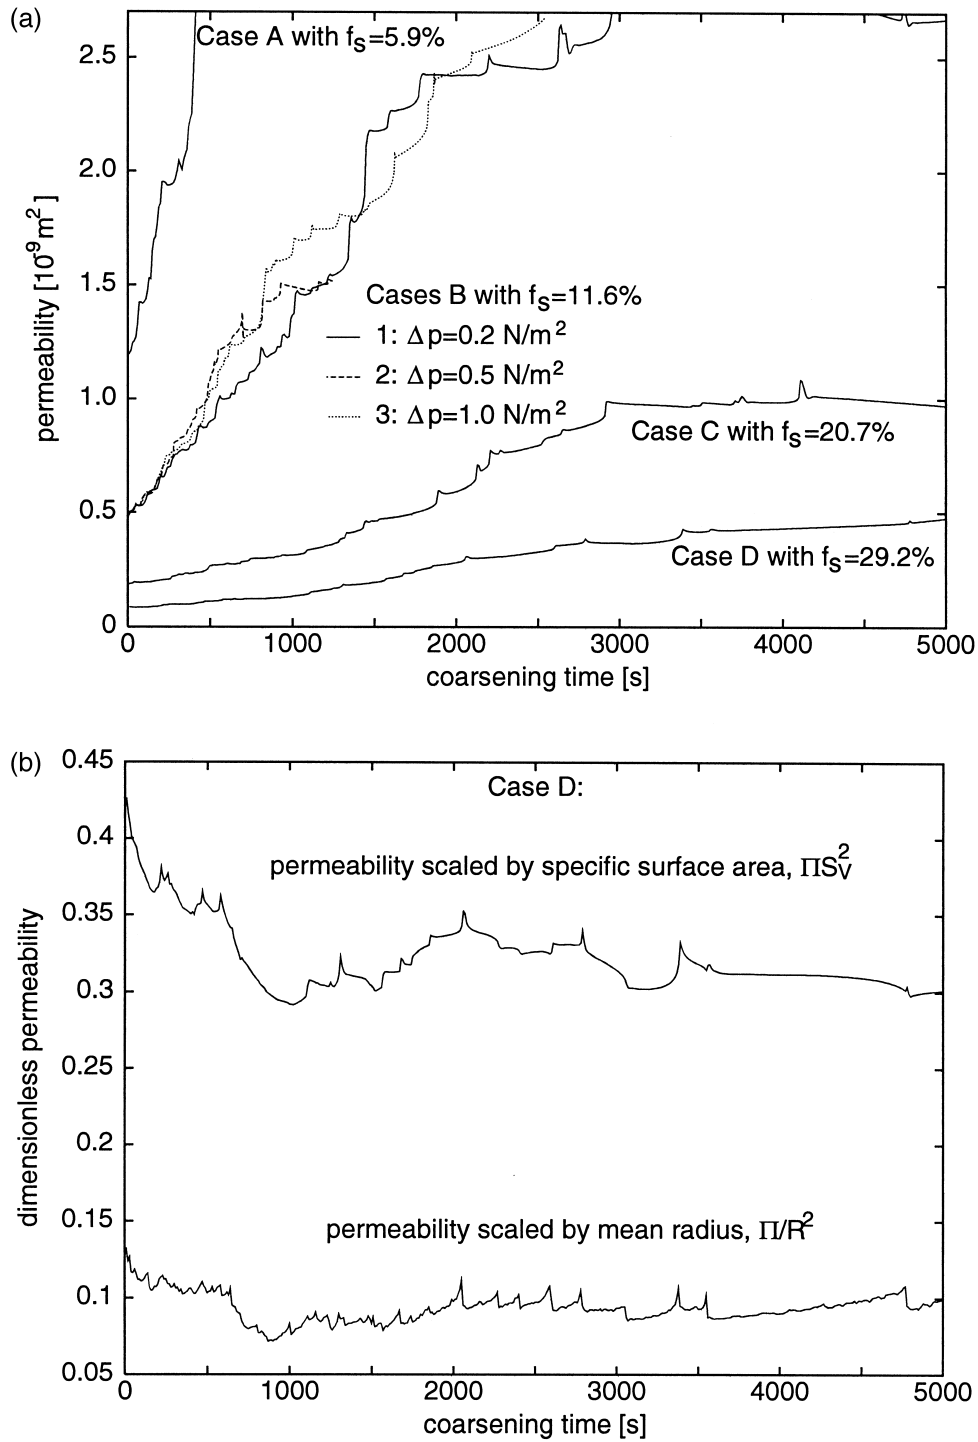 (a)
Case A with fS=5.9%
2.5
2.0
1.5
1.0
0.5
0
permeability [10-9m2]
Cases B with fS=11.6%
1: Δp=0.2 N/m2
2: Δp=0.5 N/m2
3: Δp=1.0 N/m2
Case C with fS=20.7%
Case D with fS=29.2%
0 1000 2000 3000 4000 5000
coarsening time [s]
(b)
0.45
0.4
0.35
0.3
0.25
0.2
0.15
0.1
0.05
dimensionless permeability
Case D:
permeability scaled by specific surface area, ΠSV2
permeability scaled by mean radius, Π/R2
0 1000 2000 3000 4000 5000
coarsening time [s]